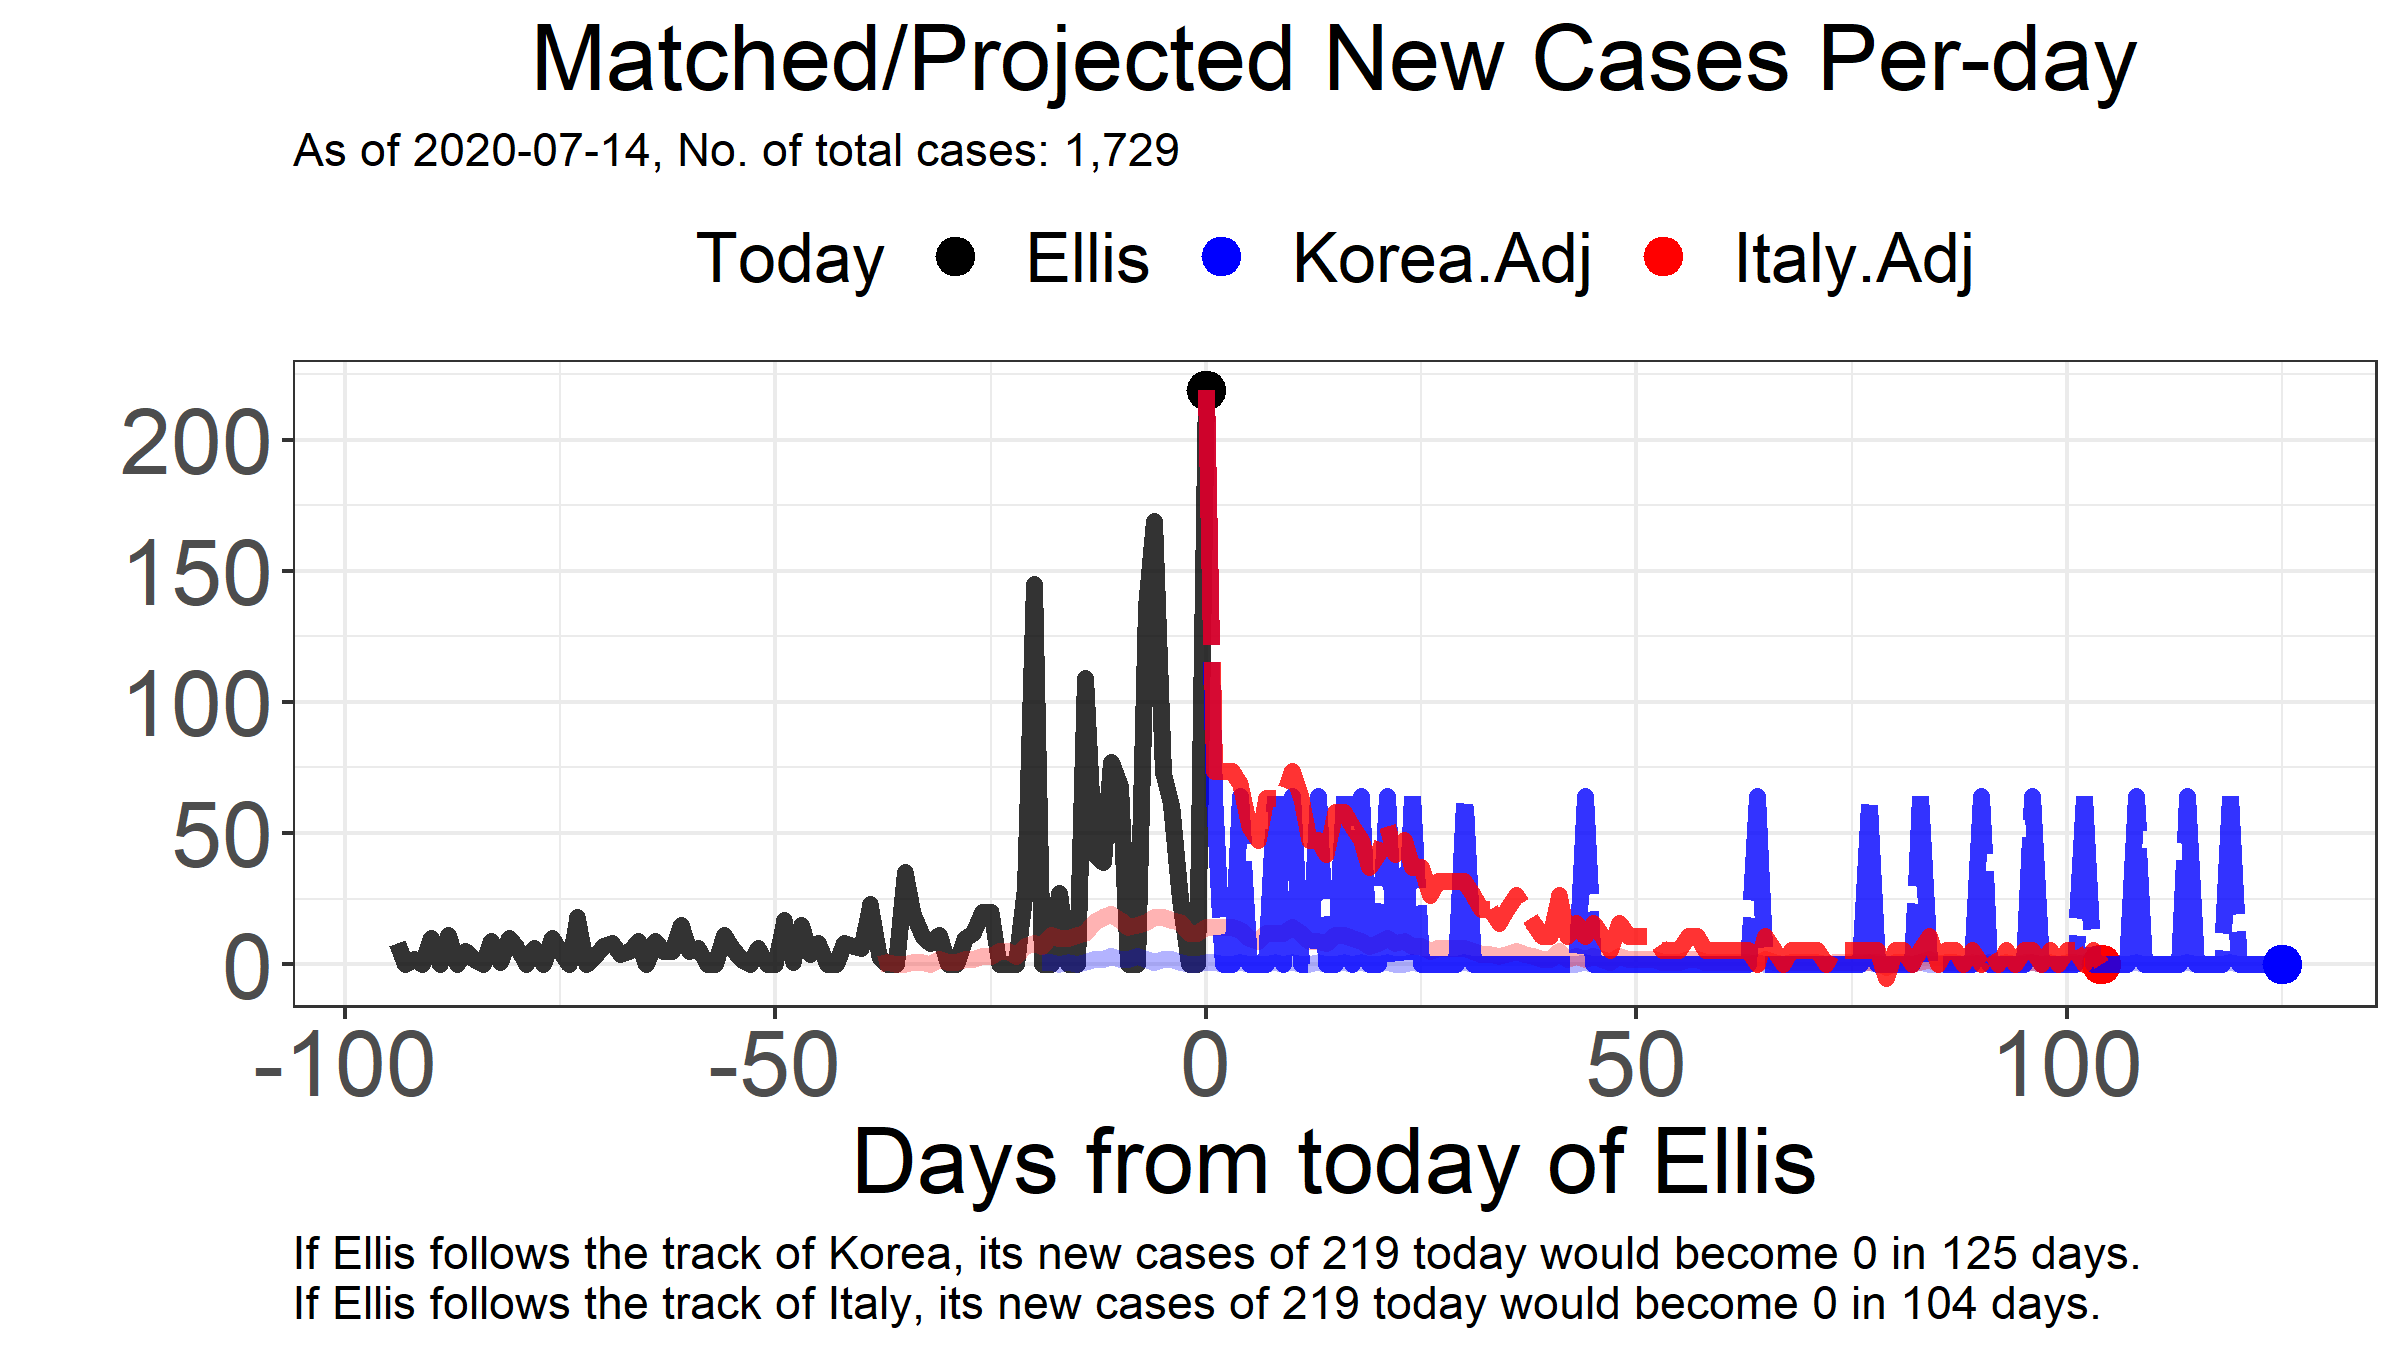 Matched/Projected New Cases Per-day
As of 2020-07-14, No. of total cases: 1,729
Today Ellis Korea.Adj Italy.Adj
200
150
100
50
0
-100 -50 0 50 100
Days from today of Ellis
If Ellis follows the track of Korea, its new cases of 219 today would become 0 in 125 days.
If Ellis follows the track of Italy, its new cases of 219 today would become 0 in 104 days.